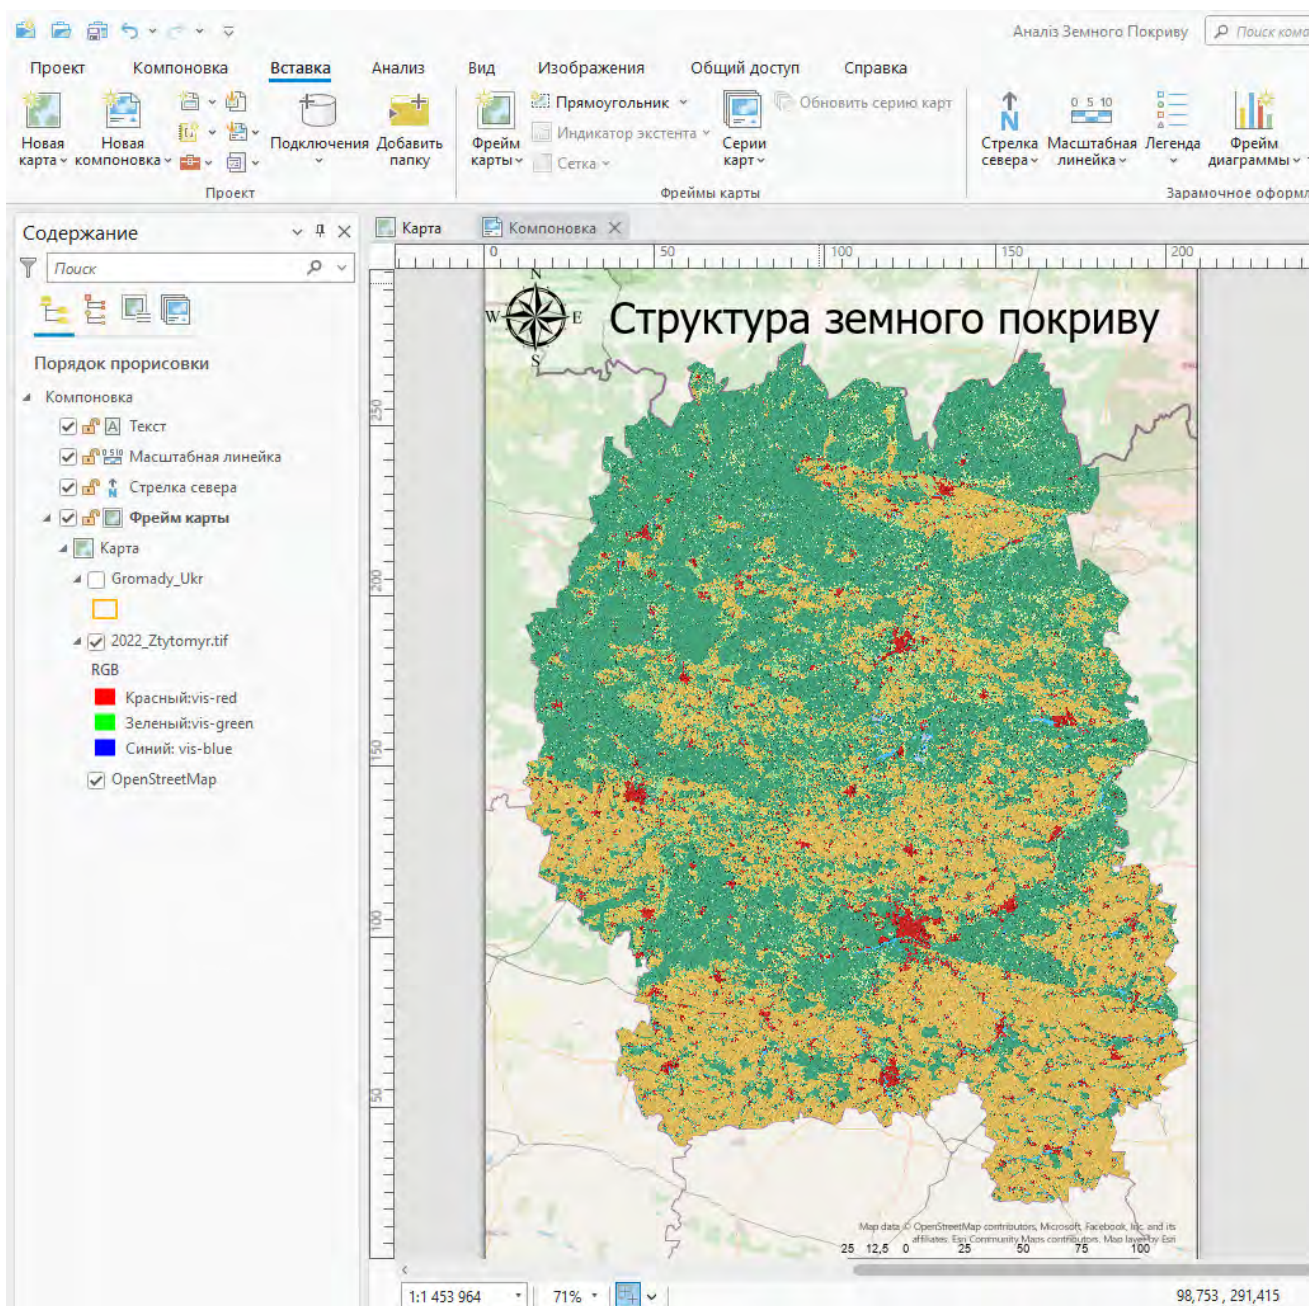 Аналіз Земного Покриву
Проект Компоновка Вставка Анализ Вид Изображения Общий доступ Справка
Новая карта
Новая компоновка
Подключения
Добавить папку
Проект
Фрейм карты
Прямоугольник
Индикатор экстента
Сетка
Серии карт
Обновить серию карт
Фреймы карты
0 5 10
Стрелка севера
Масштабная линейка
Легенда
Фрейм диаграммы
Содержание
Поиск
Порядок прорисовки
Компоновка
Текст
Масштабная линейка
Стрелка севера
Фрейм карты
Карта
Gromady_Ukr
2022_Ztytomyr.tif
RGB
Красный:vis-red
Зеленый:vis-green
Синий: vis-blue
OpenStreetMap
Карта
Компоновка
0 50 100 150 200
250
200
150
100
50
N
W E
S
Структура земного покриву
Map data © OpenStreetMap contributors, Microsoft, Facebook, Inc. and its
affiliates. Esri Community Maps contributors. Map layer by Esri
25 12,5 0 25 50 75 100
1:1 453 964
71%
98,753 , 291,415